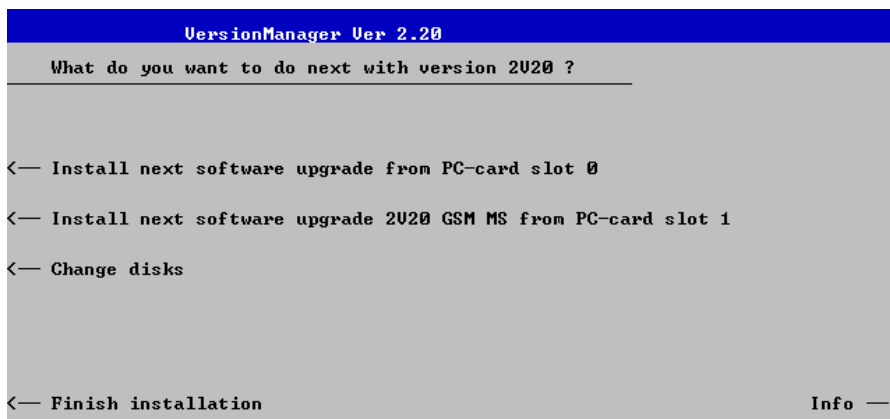 VersionManager Ver 2.20
What do you want to do next with version 2V20 ?
<── Install next software upgrade from PC-card slot 0
<── Install next software upgrade 2V20 GSM MS from PC-card slot 1
<── Change disks
<── Finish installation Info ─